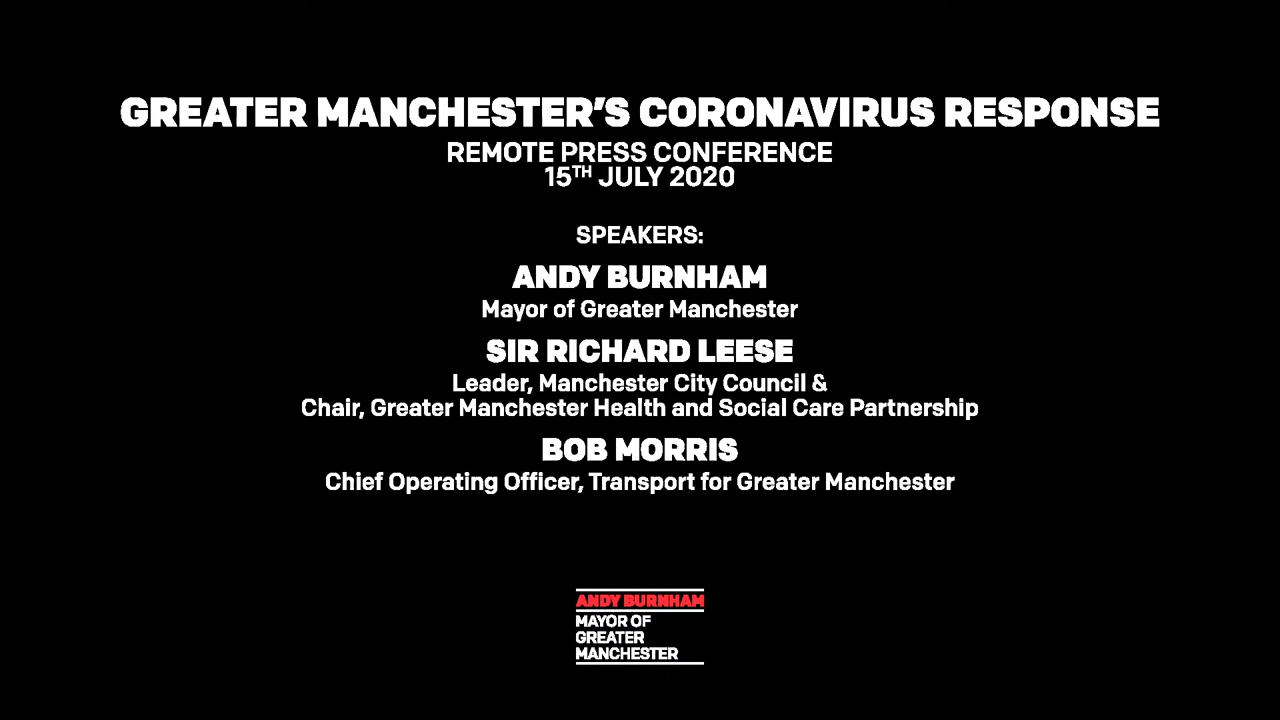 GREATER MANCHESTER’S CORONAVIRUS RESPONSE
REMOTE PRESS CONFERENCE
15TH JULY 2020
SPEAKERS:
ANDY BURNHAM
Mayor of Greater Manchester
SIR RICHARD LEESE
Leader, Manchester City Council &
Chair, Greater Manchester Health and Social Care Partnership
BOB MORRIS
Chief Operating Officer, Transport for Greater Manchester
ANDY BURNHAM
MAYOR OF
GREATER
MANCHESTER